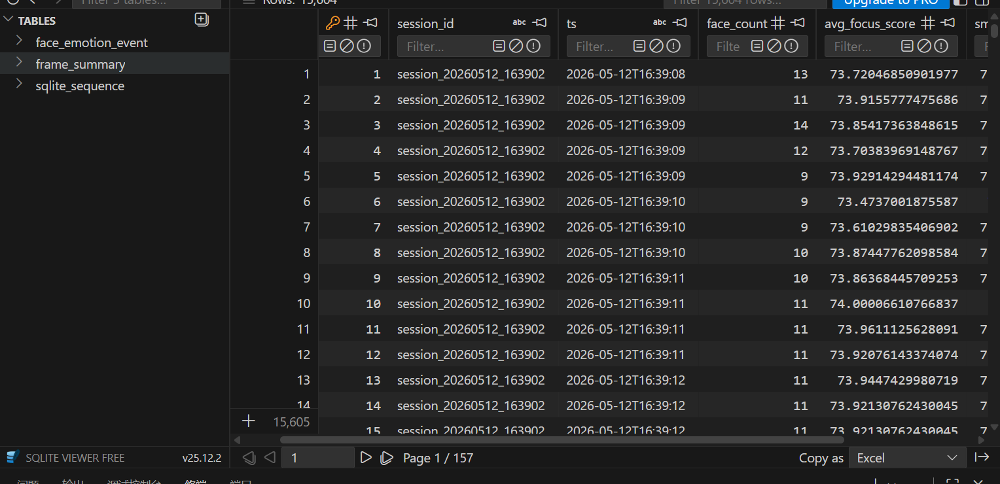 Filter 3 tables...
Rows: 15,604
Filter 15,604 rows...
Upgrade to PRO
TABLES
face_emotion_event
frame_summary
sqlite_sequence
session_id abc ts abc face_count avg_focus_score sm
Filter... Filter... Filte Filter... F
1 1 session_20260512_163902 2026-05-12T16:39:08 13 73.72046850901977 7
2 2 session_20260512_163902 2026-05-12T16:39:09 11 73.9155777475686 7
3 3 session_20260512_163902 2026-05-12T16:39:09 14 73.85417363848615 7
4 4 session_20260512_163902 2026-05-12T16:39:09 12 73.70383969148767 7
5 5 session_20260512_163902 2026-05-12T16:39:09 9 73.92914294481174 7
6 6 session_20260512_163902 2026-05-12T16:39:10 9 73.4737001875587
7 7 session_20260512_163902 2026-05-12T16:39:10 9 73.61029835406902 7
8 8 session_20260512_163902 2026-05-12T16:39:10 10 73.87447762098584 7
9 9 session_20260512_163902 2026-05-12T16:39:11 10 73.86368445709253 7
10 10 session_20260512_163902 2026-05-12T16:39:11 11 74.00006610766837
11 11 session_20260512_163902 2026-05-12T16:39:11 11 73.9611125628091 7
12 12 session_20260512_163902 2026-05-12T16:39:11 11 73.92076143374074 7
13 13 session_20260512_163902 2026-05-12T16:39:12 11 73.9447429980719 7
14 14 session_20260512_163902 2026-05-12T16:39:12 11 73.92130762430045 7
15 session_20260512_163902 2026-05-12T16:39:12 11 73.92130762430045 7
15,605
SQLITE VIEWER FREE v25.12.2
1 Page 1 / 157 Copy as Excel
问题 输出 调试控制台 终端 端口